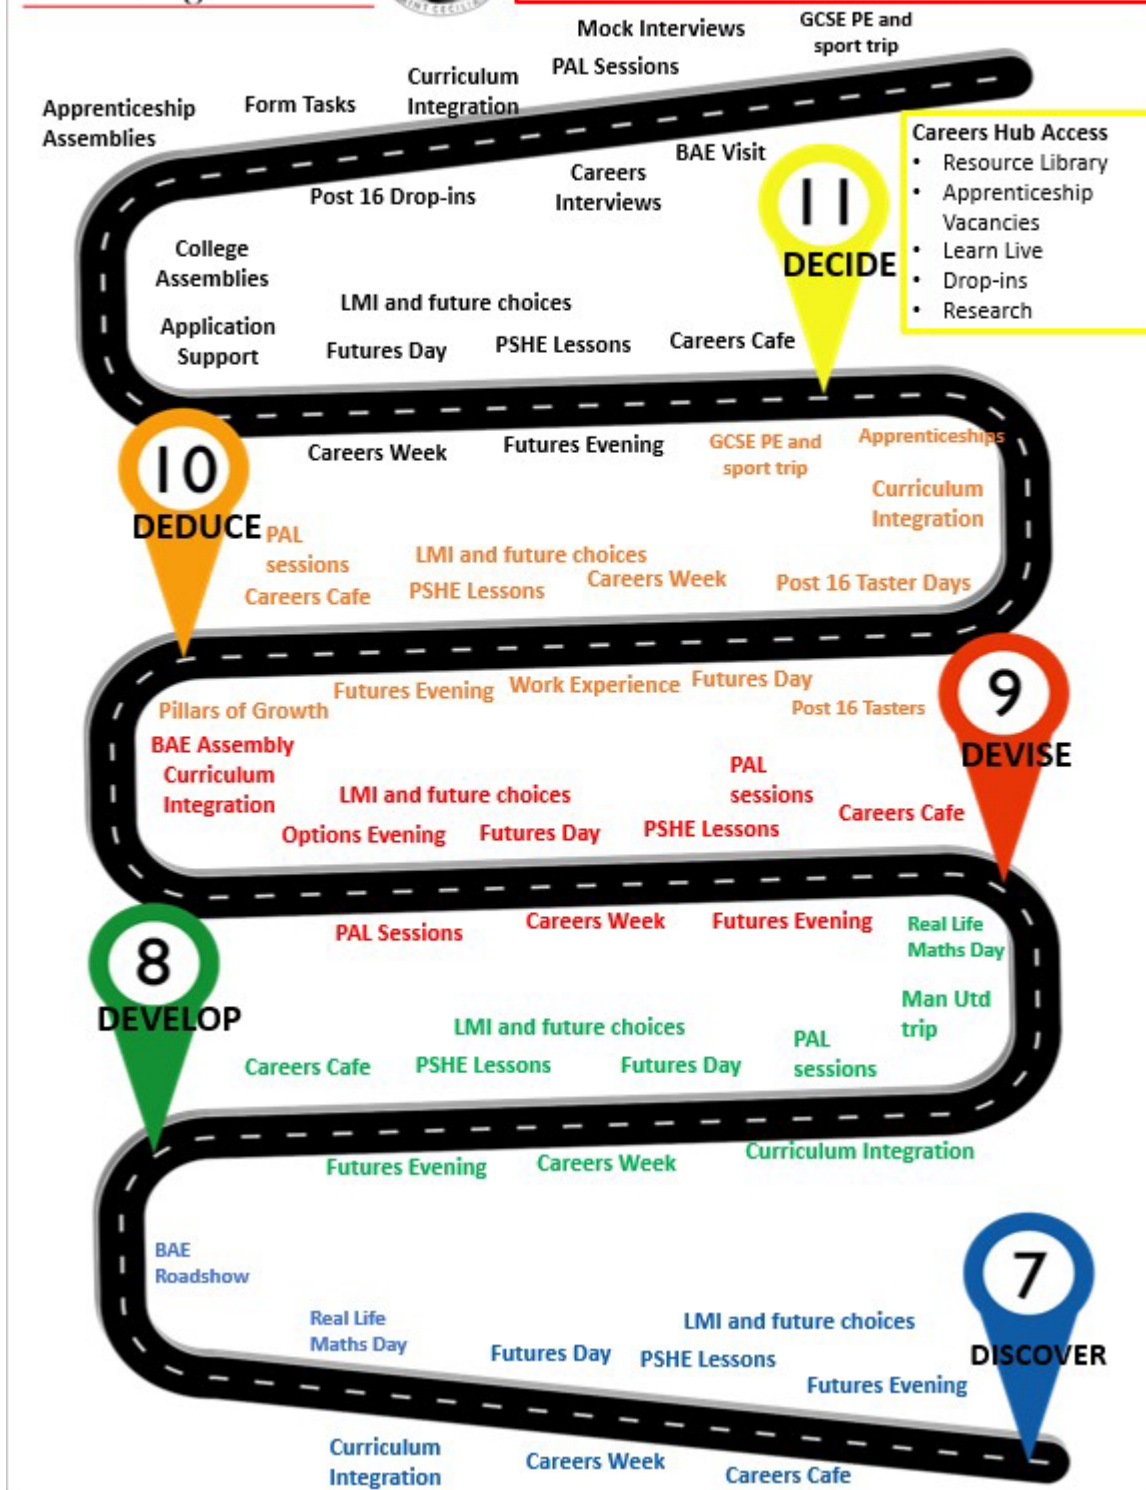 Mock Interviews
GCSE PE and
sport trip
PAL Sessions
Curriculum
Integration
Form Tasks
Apprenticeship
Assemblies
BAE Visit
Careers
Interviews
Post 16 Drop-ins
Careers Hub Access
• Resource Library
• Apprenticeship
Vacancies
• Learn Live
• Drop-ins
• Research
11
DECIDE
College
Assemblies
LMI and future choices
Application
Support
Futures Day
PSHE Lessons
Careers Cafe
10
DEDUCE
Careers Week
Futures Evening
GCSE PE and
sport trip
Apprenticeships
Curriculum
Integration
PAL
sessions
LMI and future choices
Careers Cafe
PSHE Lessons
Careers Week
Post 16 Taster Days
9
DEVISE
Pillars of Growth
Futures Evening
Work Experience
Futures Day
Post 16 Tasters
BAE Assembly
Curriculum
Integration
LMI and future choices
PAL
sessions
Options Evening
Futures Day
PSHE Lessons
Careers Cafe
8
DEVELOP
PAL Sessions
Careers Week
Futures Evening
Real Life
Maths Day
Man Utd
trip
LMI and future choices
PAL
sessions
Careers Cafe
PSHE Lessons
Futures Day
Futures Evening
Careers Week
Curriculum Integration
7
DISCOVER
BAE
Roadshow
Real Life
Maths Day
LMI and future choices
Futures Day
PSHE Lessons
Futures Evening
Curriculum
Integration
Careers Week
Careers Cafe